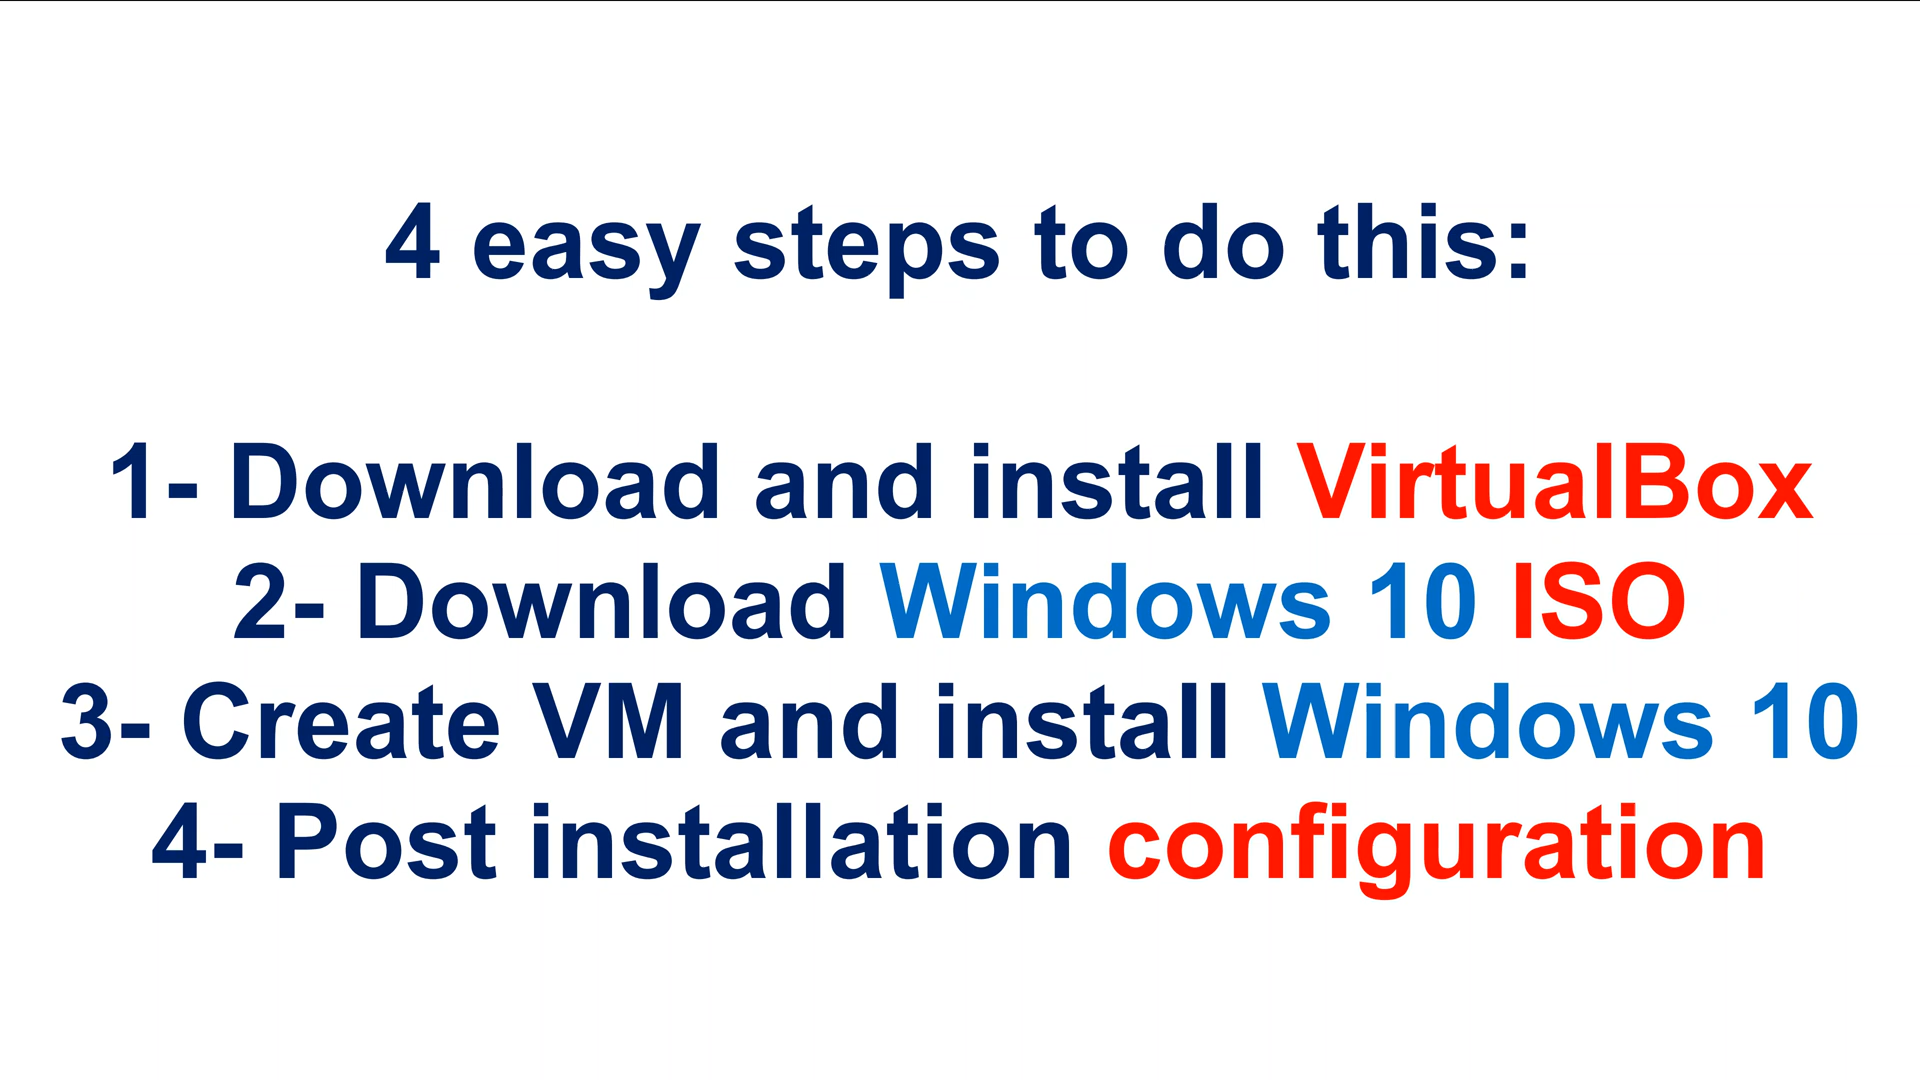 4 easy steps to do this:
1- Download and install VirtualBox
2- Download Windows 10 ISO
3- Create VM and install Windows 10
4- Post installation configuration